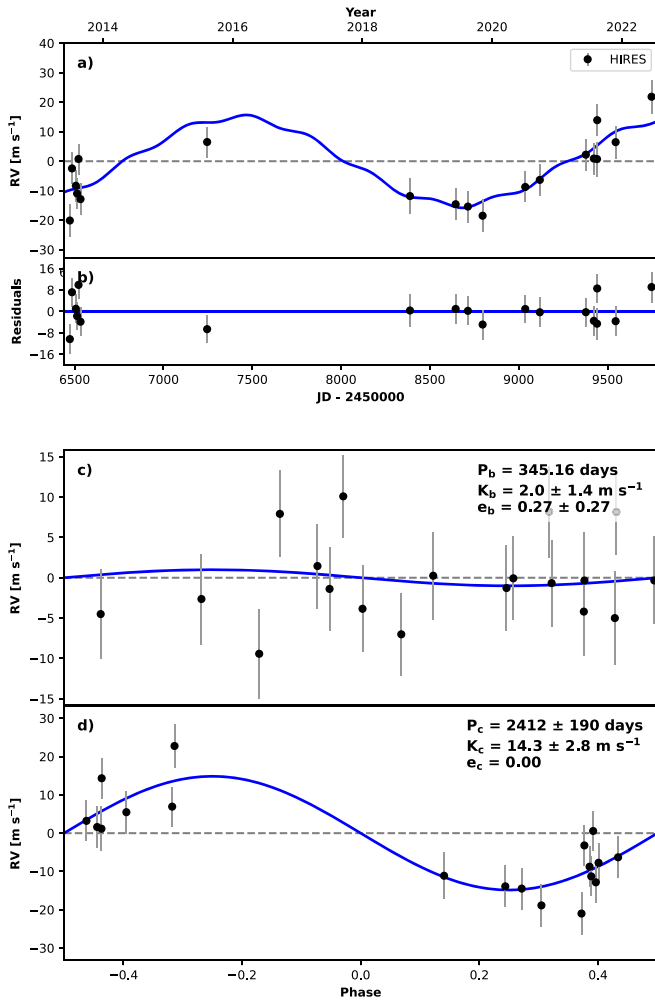 Year
2014 2016 2018 2020 2022
a)
HIRES
RV [m s⁻¹]
40
30
20
10
0
−10
−20
−30
b)
Residuals
16
8
0
−8
−16
6500 7000 7500 8000 8500 9000 9500
JD - 2450000
c)
P_b = 345.16 days
K_b = 2.0 ± 1.4 m s⁻¹
e_b = 0.27 ± 0.27
RV [m s⁻¹]
15
10
5
0
−5
−10
−15
d)
P_c = 2412 ± 190 days
K_c = 14.3 ± 2.8 m s⁻¹
e_c = 0.00
RV [m s⁻¹]
30
20
10
0
−10
−20
−30
−0.4 −0.2 0.0 0.2 0.4
Phase